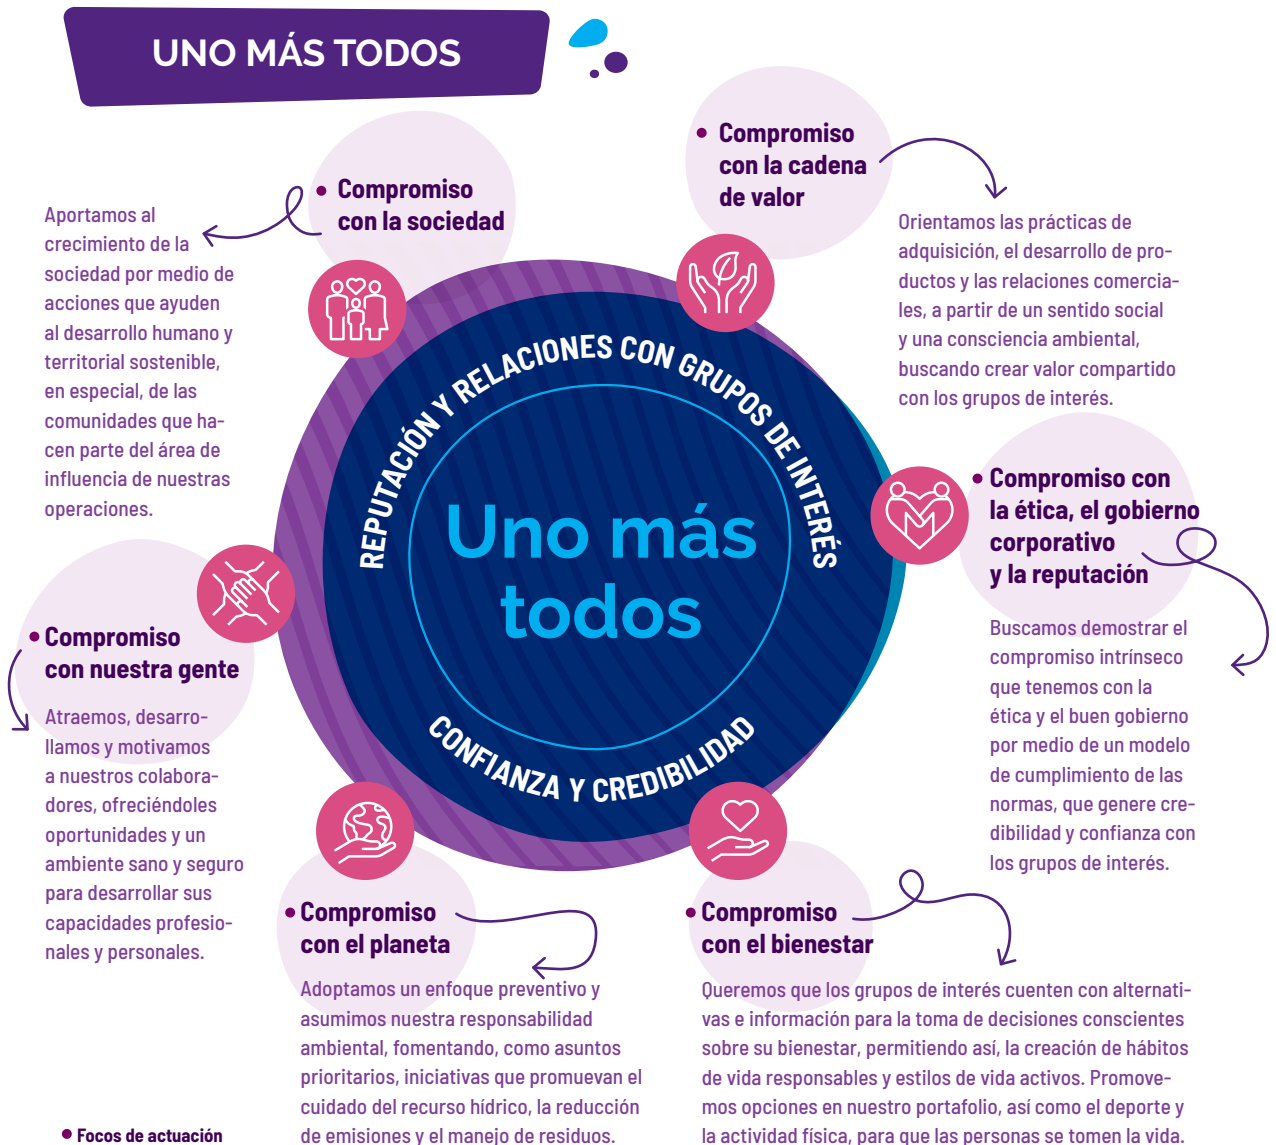 UNO MÁS TODOS
• Compromiso
con la sociedad
Aportamos al
crecimiento de la
sociedad por medio de
acciones que ayuden
al desarrollo humano y
territorial sostenible,
en especial, de las
comunidades que ha-
cen parte del área de
influencia de nuestras
operaciones.
• Compromiso
con la cadena
de valor
Orientamos las prácticas de
adquisición, el desarrollo de pro-
ductos y las relaciones comercia-
les, a partir de un sentido social
y una consciencia ambiental,
buscando crear valor compartido
con los grupos de interés.
REPUTACIÓN Y RELACIONES CON GRUPOS DE INTERÉS
Uno más
todos
CONFIANZA Y CREDIBILIDAD
• Compromiso con
la ética, el gobierno
corporativo
y la reputación
Buscamos demostrar el
compromiso intrínseco
que tenemos con la
ética y el buen gobierno
por medio de un modelo
de cumplimiento de las
normas, que genere cre-
dibilidad y confianza con
los grupos de interés.
• Compromiso
con nuestra gente
Atraemos, desarro-
llamos y motivamos
a nuestros colabora-
dores, ofreciéndoles
oportunidades y un
ambiente sano y seguro
para desarrollar sus
capacidades profesio-
nales y personales.
• Compromiso
con el planeta
Adoptamos un enfoque preventivo y
asumimos nuestra responsabilidad
ambiental, fomentando, como asuntos
prioritarios, iniciativas que promuevan el
cuidado del recurso hídrico, la reducción
de emisiones y el manejo de residuos.
• Compromiso
con el bienestar
Queremos que los grupos de interés cuenten con alternati-
vas e información para la toma de decisiones conscientes
sobre su bienestar, permitiendo así, la creación de hábitos
de vida responsables y estilos de vida activos. Promove-
mos opciones en nuestro portafolio, así como el deporte y
la actividad física, para que las personas se tomen la vida.
• Focos de actuación